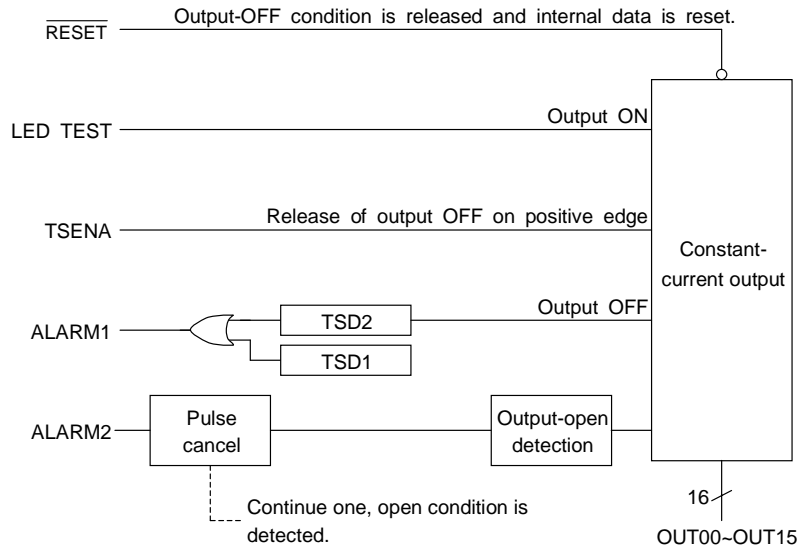 Output-OFF condition is released and internal data is reset.
RESET
Output ON
LED TEST
Release of output OFF on positive edge
TSENA
Constant-
current output
Output OFF
TSD2
ALARM1
TSD1
Pulse
cancel
Output-open
detection
ALARM2
Continue one, open condition is
detected.
16
OUT00~OUT15